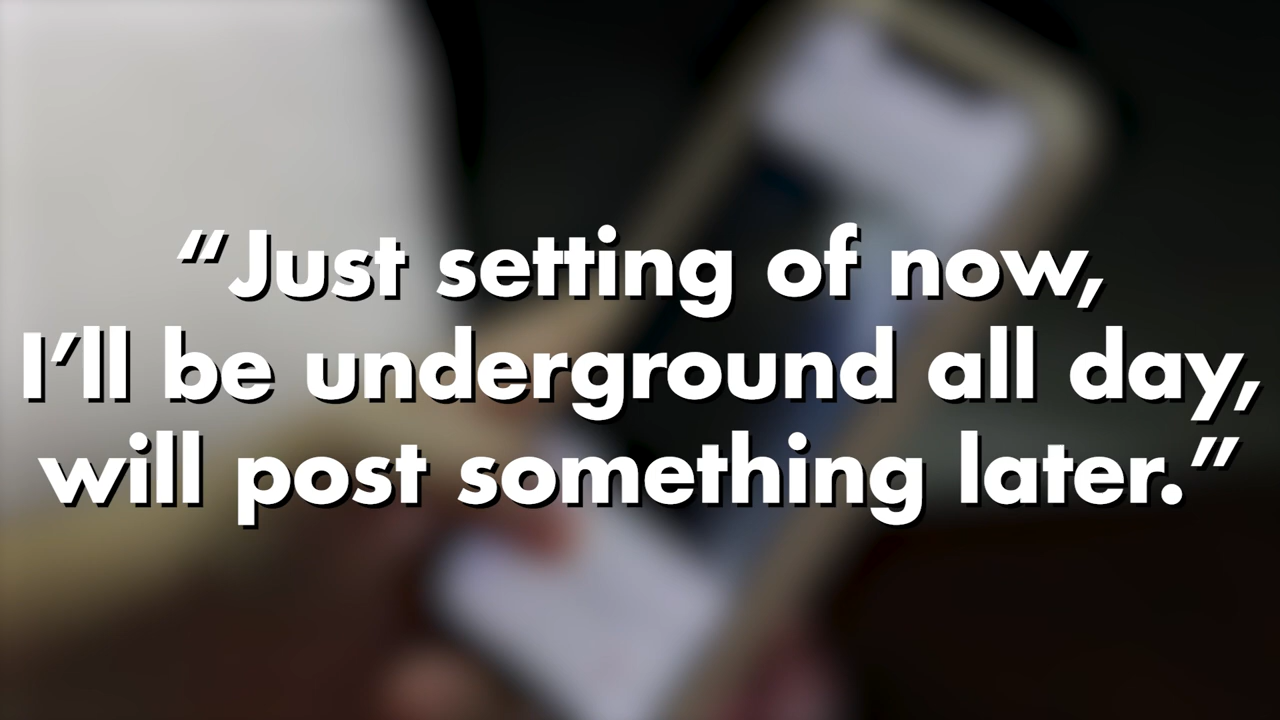 “Just setting of now,
I’ll be underground all day,
will post something later.”